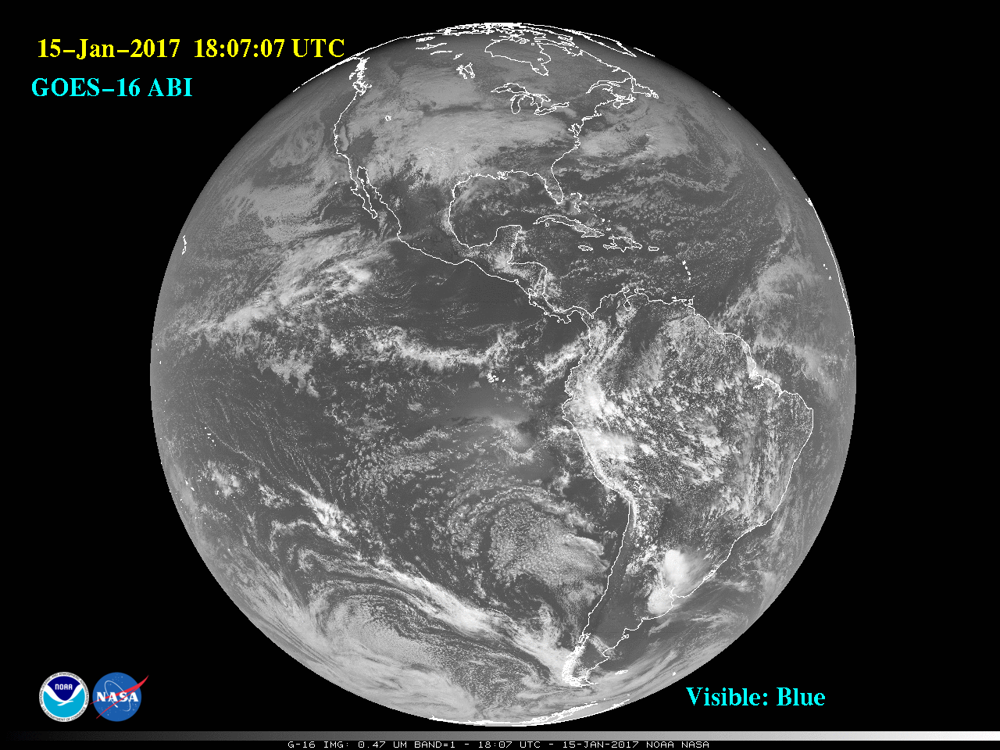 15-Jan-2017 18:07:07 UTC
GOES-16 ABI
NOAA
NASA
Visible: Blue
G-16 IMG: 0.47 UM BAND=1 - 18:07 UTC - 15-JAN-2017 NOAA NASA